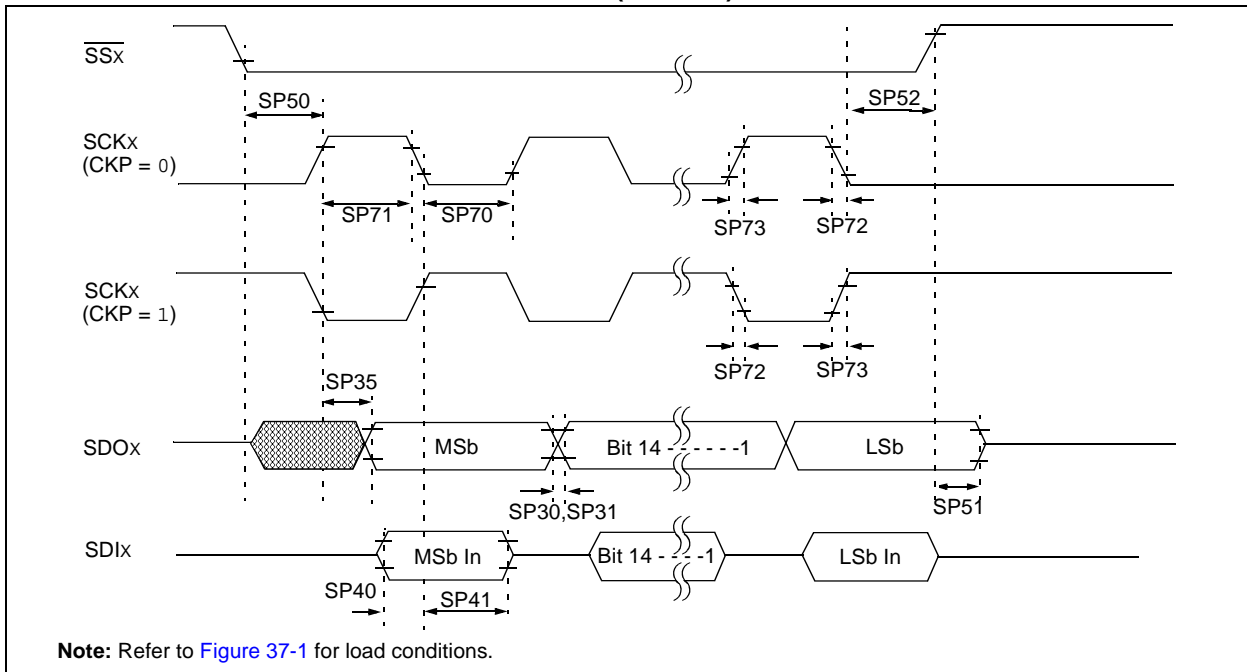 SSX
SP50
SP52
SCKX
(CKP = 0)
SP71
SP70
SP73
SP72
SCKX
(CKP = 1)
SP72
SP73
SP35
SDOX
MSb
Bit 14 - - - - - -1
LSb
SP30,SP31
SP51
SDIX
MSb In
Bit 14 - - - -1
LSb In
SP40
SP41
Note: Refer to Figure 37-1 for load conditions.